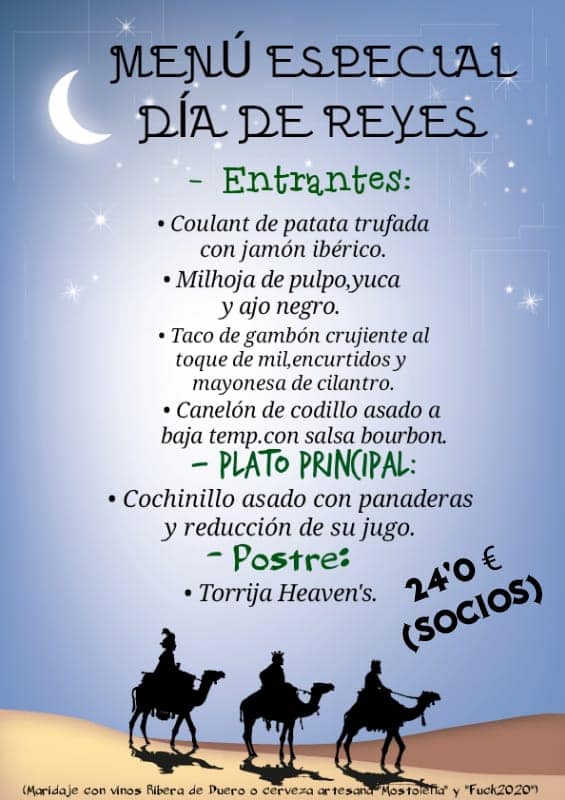 MENÚ ESPECIAL
DÍA DE REYES
- Entrantes:
• Coulant de patata trufada
con jamón ibérico.
• Milhoja de pulpo,yuca
y ajo negro.
• Taco de gambón crujiente al
toque de mil,encurtidos y
mayonesa de cilantro.
• Canelón de codillo asado a
baja temp.con salsa bourbon.
- PLATO PRINCIPAL:
• Cochinillo asado con panaderas
y reducción de su jugo.
- Postre:
• Torrija Heaven's.
24'0 €
(SOCIOS)
(Maridaje con vinos Ribera de Duero o cerveza artesana "Mostoleña" y "Fuck2020")